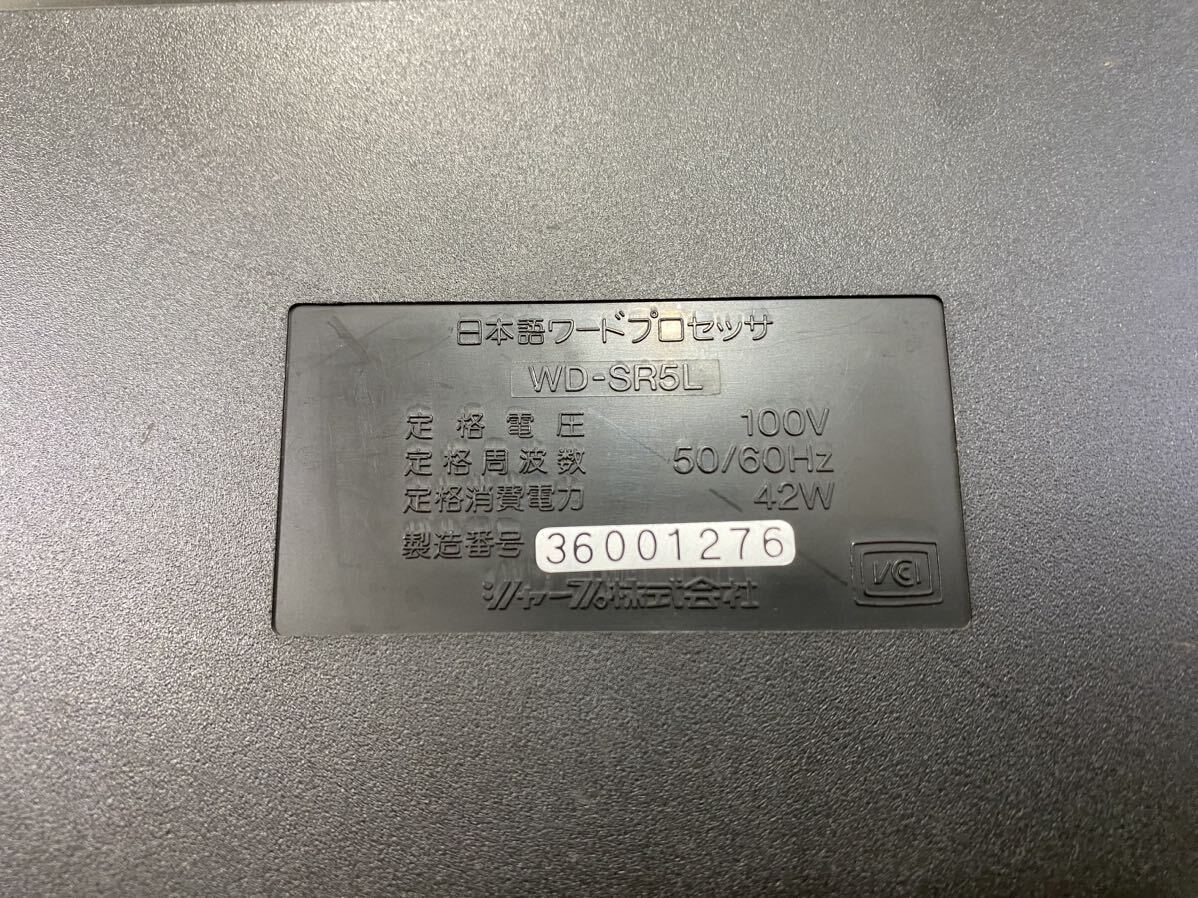 日本語ワードプロセッサ
WD-SR5L
定格電圧 100V
定格周波数 50/60Hz
定格消費電力 42W
製造番号 36001276
シャープ株式会社
VCCI